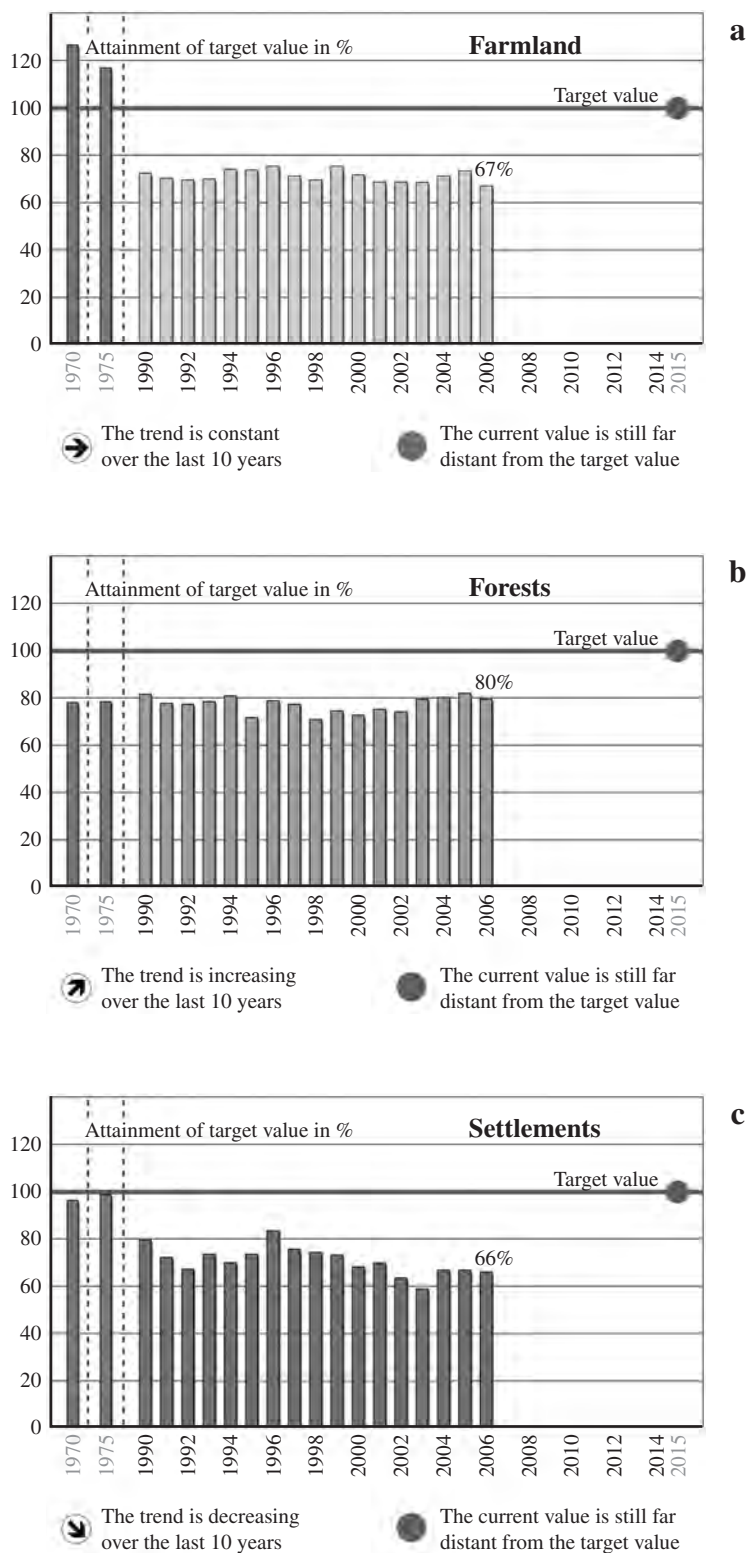 a
Attainment of target value in % Farmland
120
Target value
100
80
67%
60
40
20
0
1970 1975 1990 1992 1994 1996 1998 2000 2002 2004 2006 2008 2010 2012 2014 2015
The trend is constant
over the last 10 years
The current value is still far
distant from the target value
b
Attainment of target value in % Forests
120
Target value
100
80%
80
60
40
20
0
1970 1975 1990 1992 1994 1996 1998 2000 2002 2004 2006 2008 2010 2012 2014 2015
The trend is increasing
over the last 10 years
The current value is still far
distant from the target value
c
Attainment of target value in % Settlements
120
Target value
100
80
66%
60
40
20
0
1970 1975 1990 1992 1994 1996 1998 2000 2002 2004 2006 2008 2010 2012 2014 2015
The trend is decreasing
over the last 10 years
The current value is still far
distant from the target value